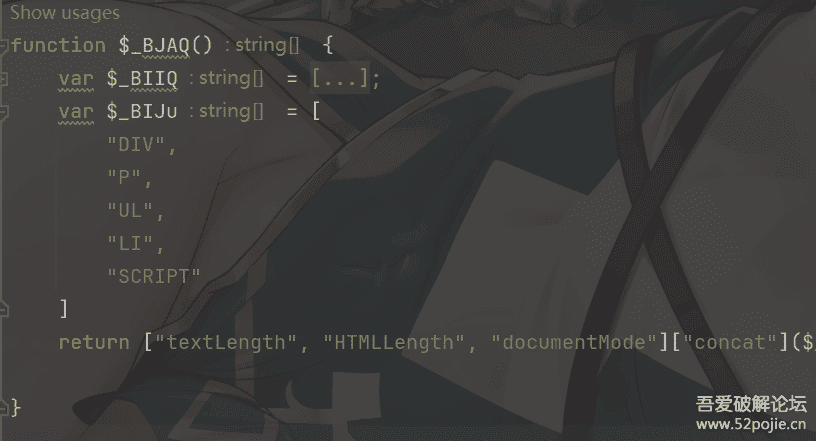 Show usages
function $_BJAQ() : string[] {
var $_BIIQ : string[] = [...];
var $_BIJu : string[] = [
"DIV",
"P",
"UL",
"LI",
"SCRIPT"
]
return ["textLength", "HTMLLength", "documentMode"]["concat"]($
}
吾爱破解论坛
www.52pojie.cn